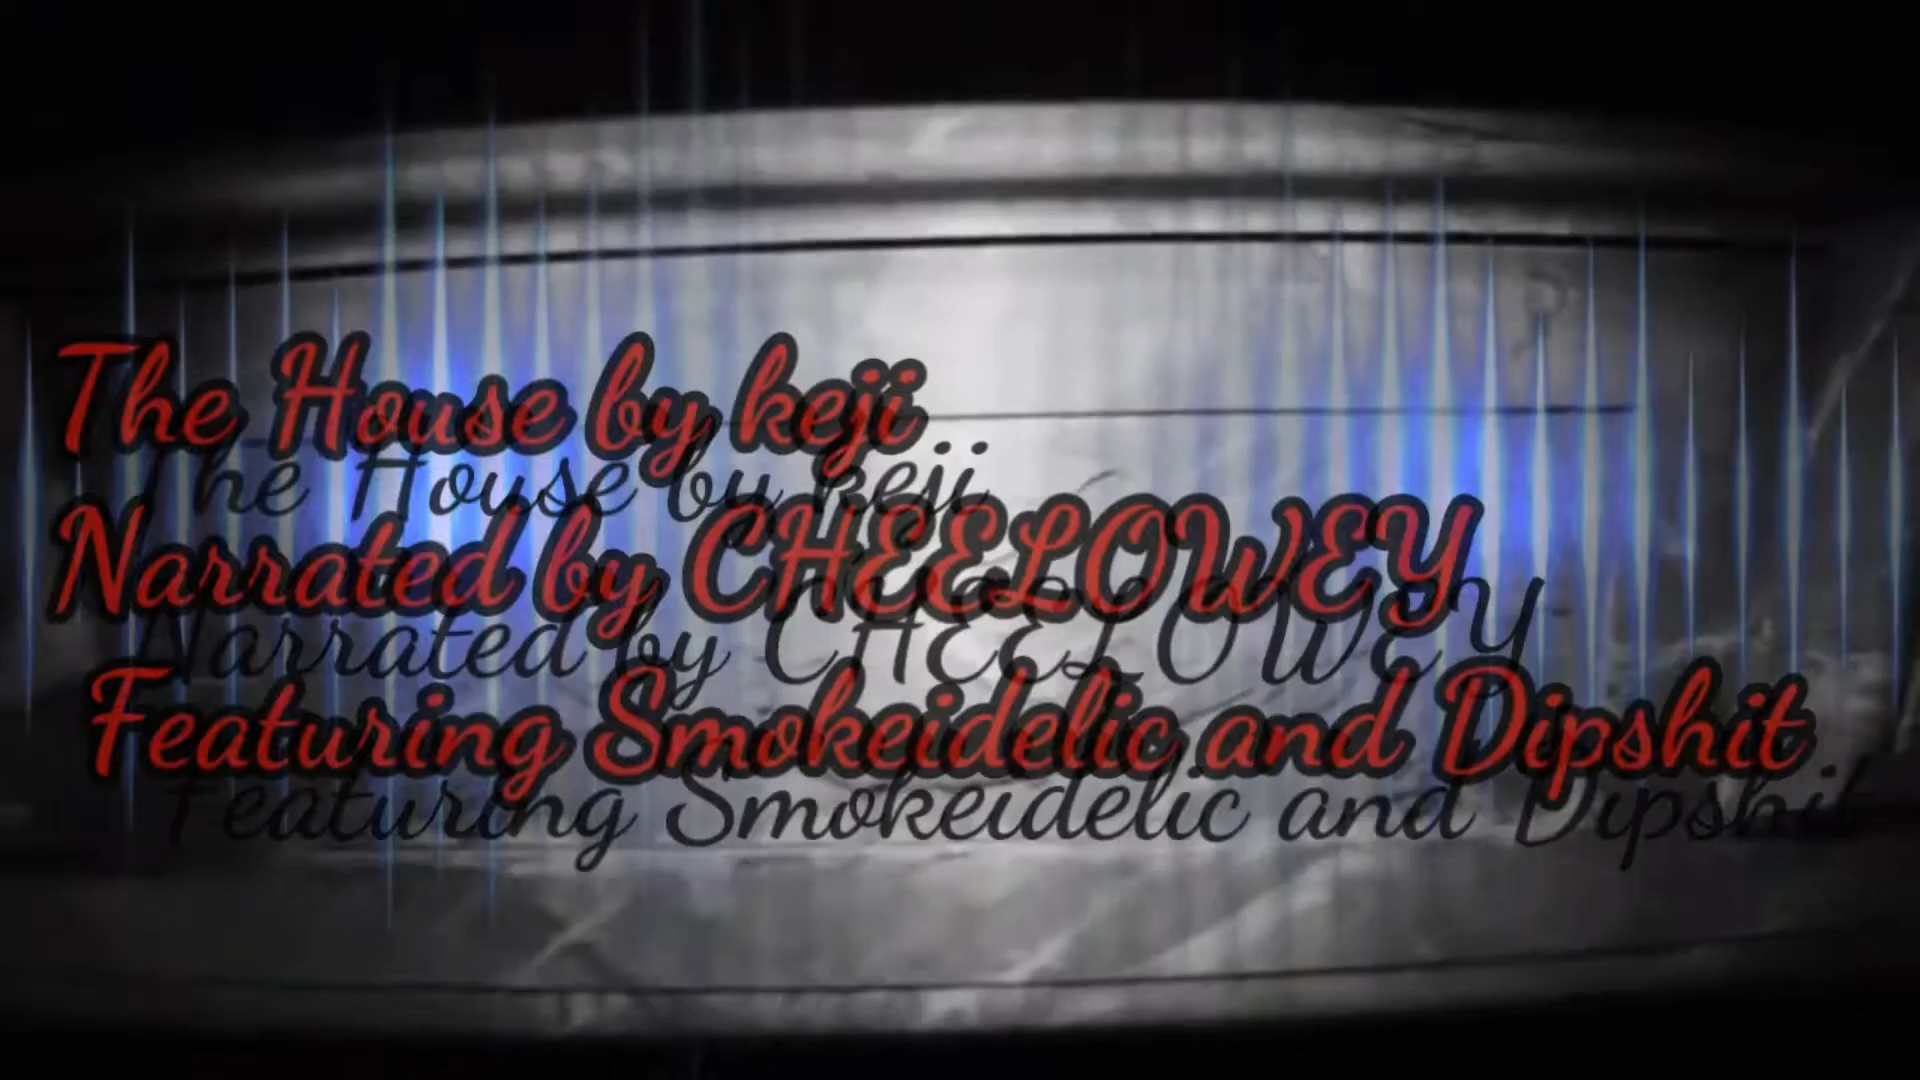 The House by keji
Narrated by CHEELOWEY
Featuring Smokeidelic and Dipshit